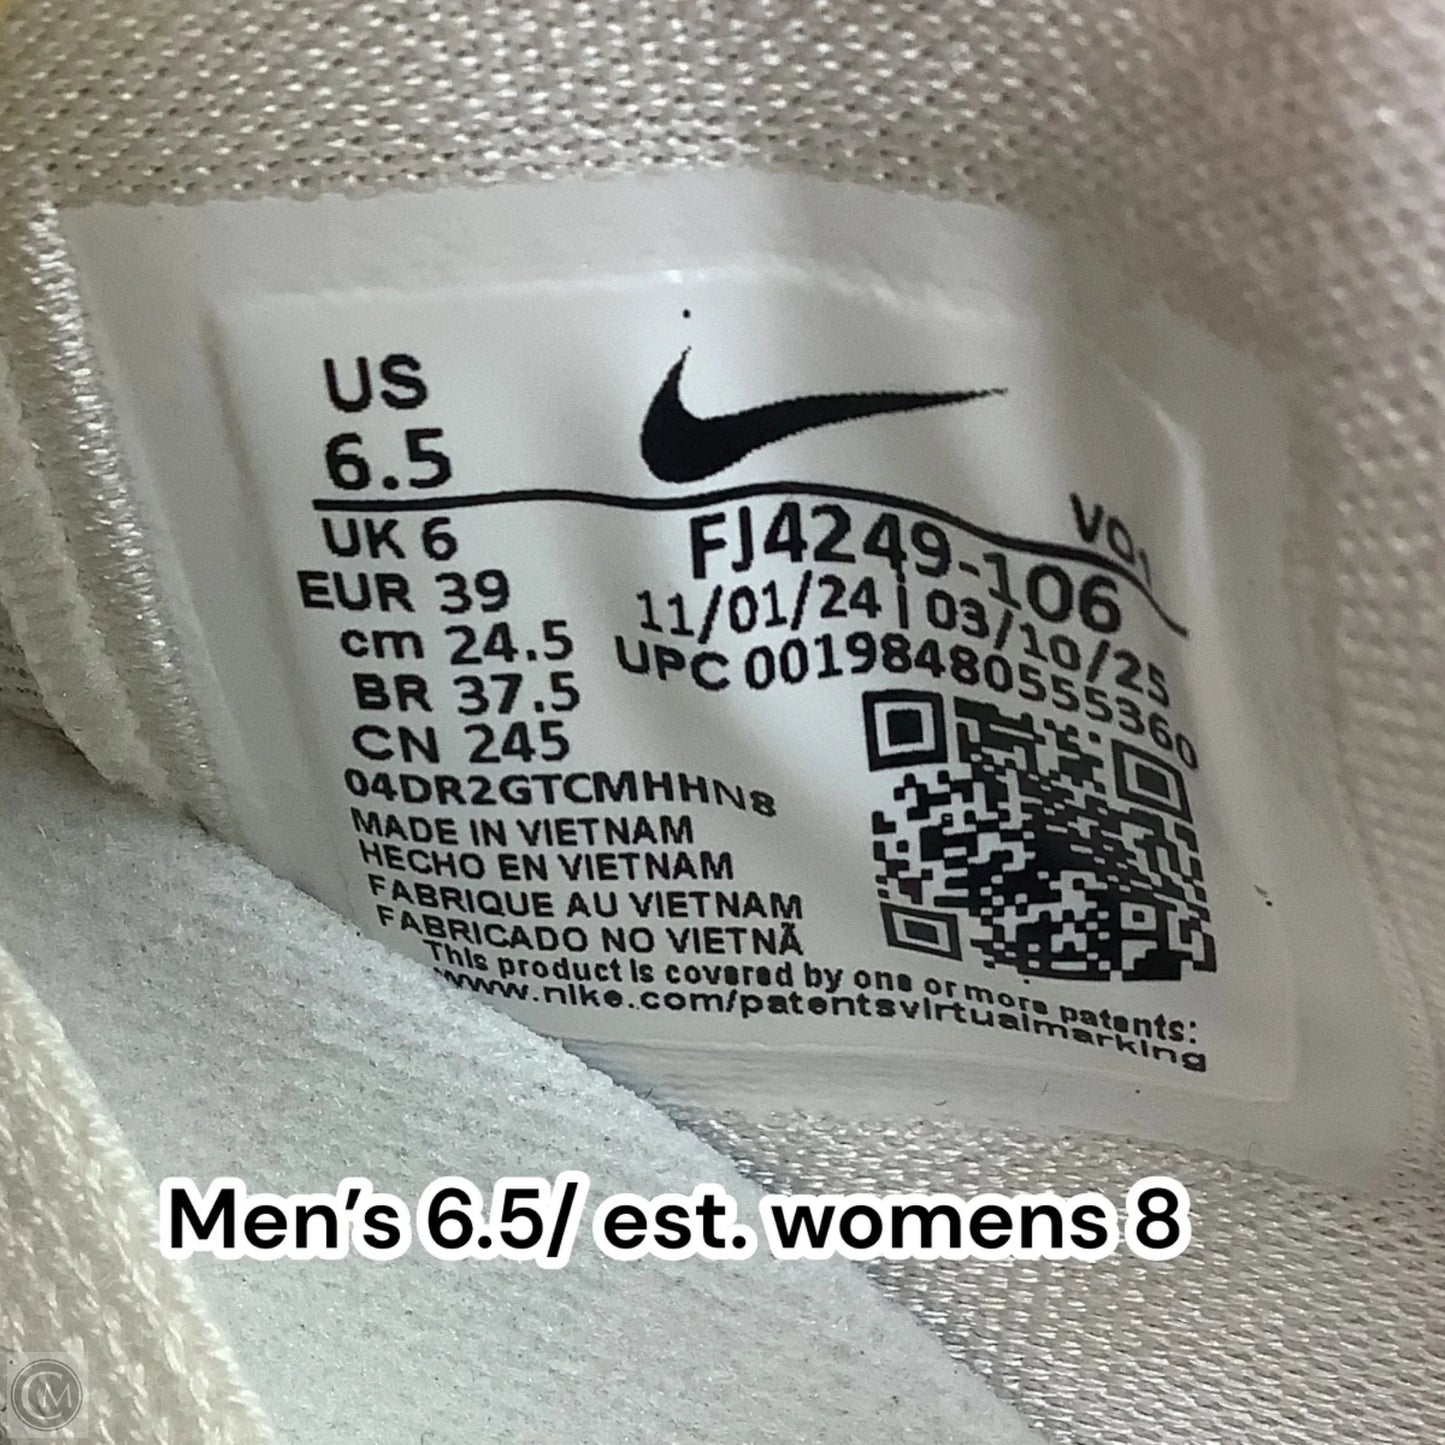 US
6.5
UK 6
EUR 39
cm 24.5
BR 37.5
CN 245
04DR2GTCMHHN8
VO1
FJ4249-106
11/01/24 | 03/10/25
UPC 00198480555360
MADE IN VIETNAM
HECHO EN VIETNAM
FABRIQUE AU VIETNAM
FABRICADO NO VIETNÃ
This product is covered by one or more patents:
www.nike.com/patentsvirtualmarking
Men’s 6.5/ est. womens 8
CM